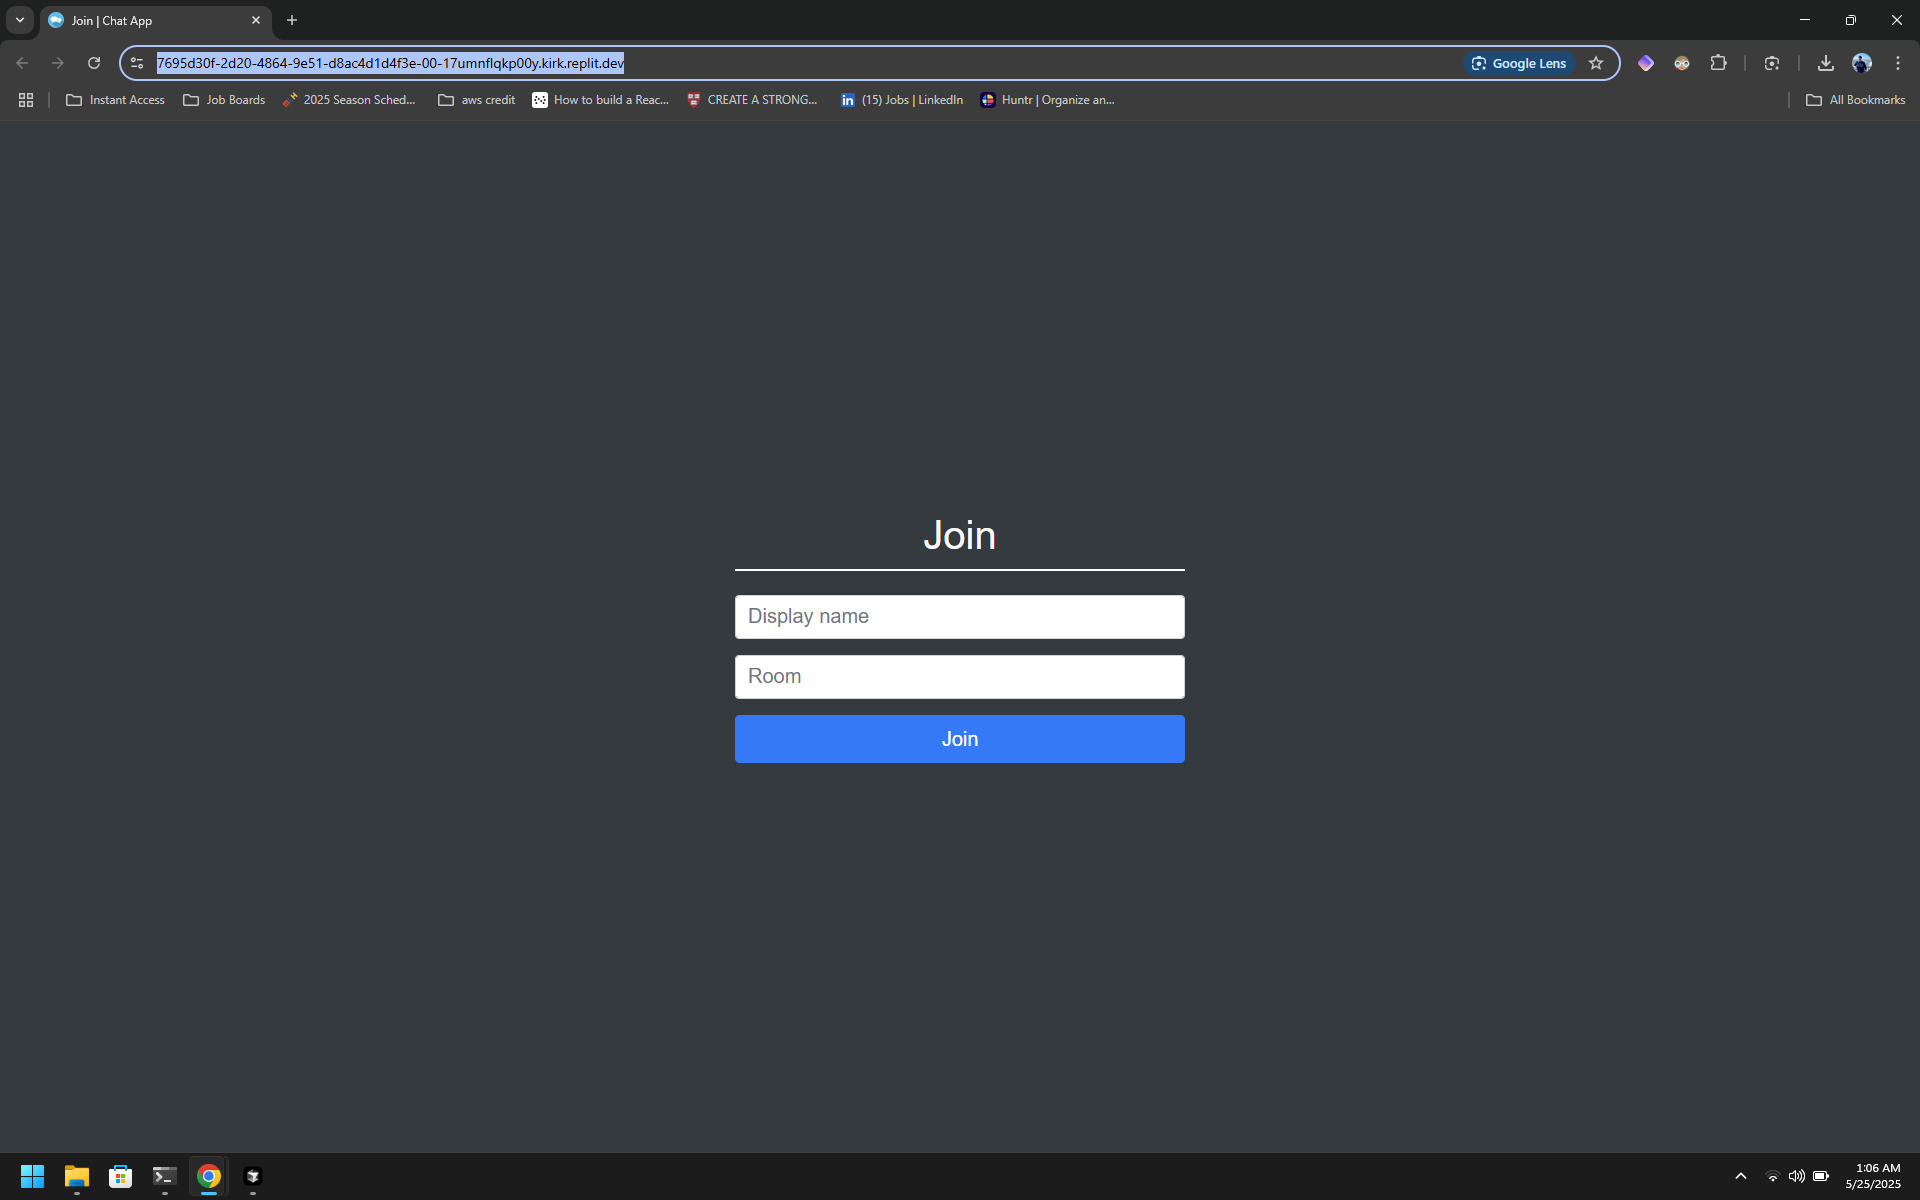 Join | Chat App
7695d30f-2d20-4864-9e51-d8ac4d1d4f3e-00-17umnflqkp00y.kirk.replit.dev
Google Lens
Instant Access
Job Boards
2025 Season Sched...
aws credit
How to build a Reac...
CREATE A STRONG...
in
(15) Jobs | LinkedIn
Huntr | Organize an...
All Bookmarks
Join
Display name
Room
Join
1:06 AM
5/25/2025